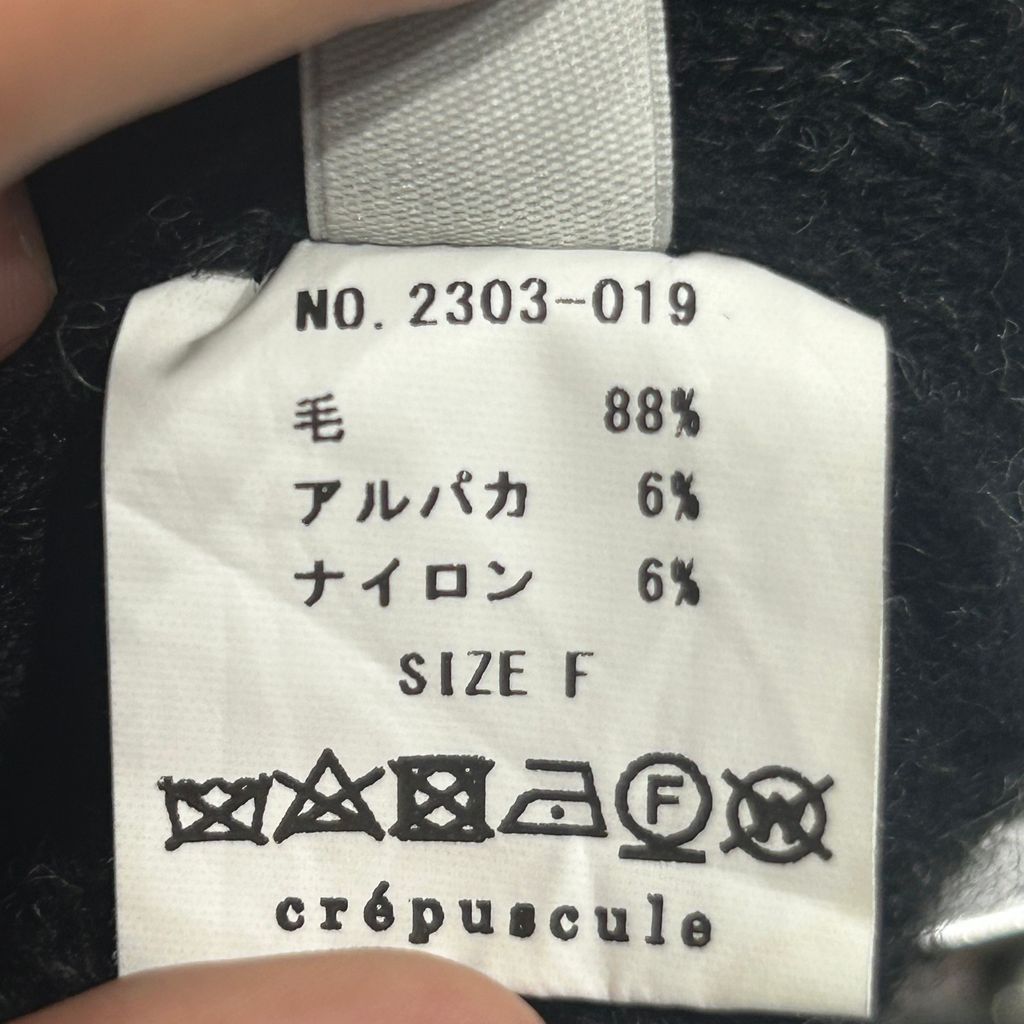 NO. 2303-019
毛 88%
アルパカ 6%
ナイロン 6%
SIZE F
F W
crépuscule